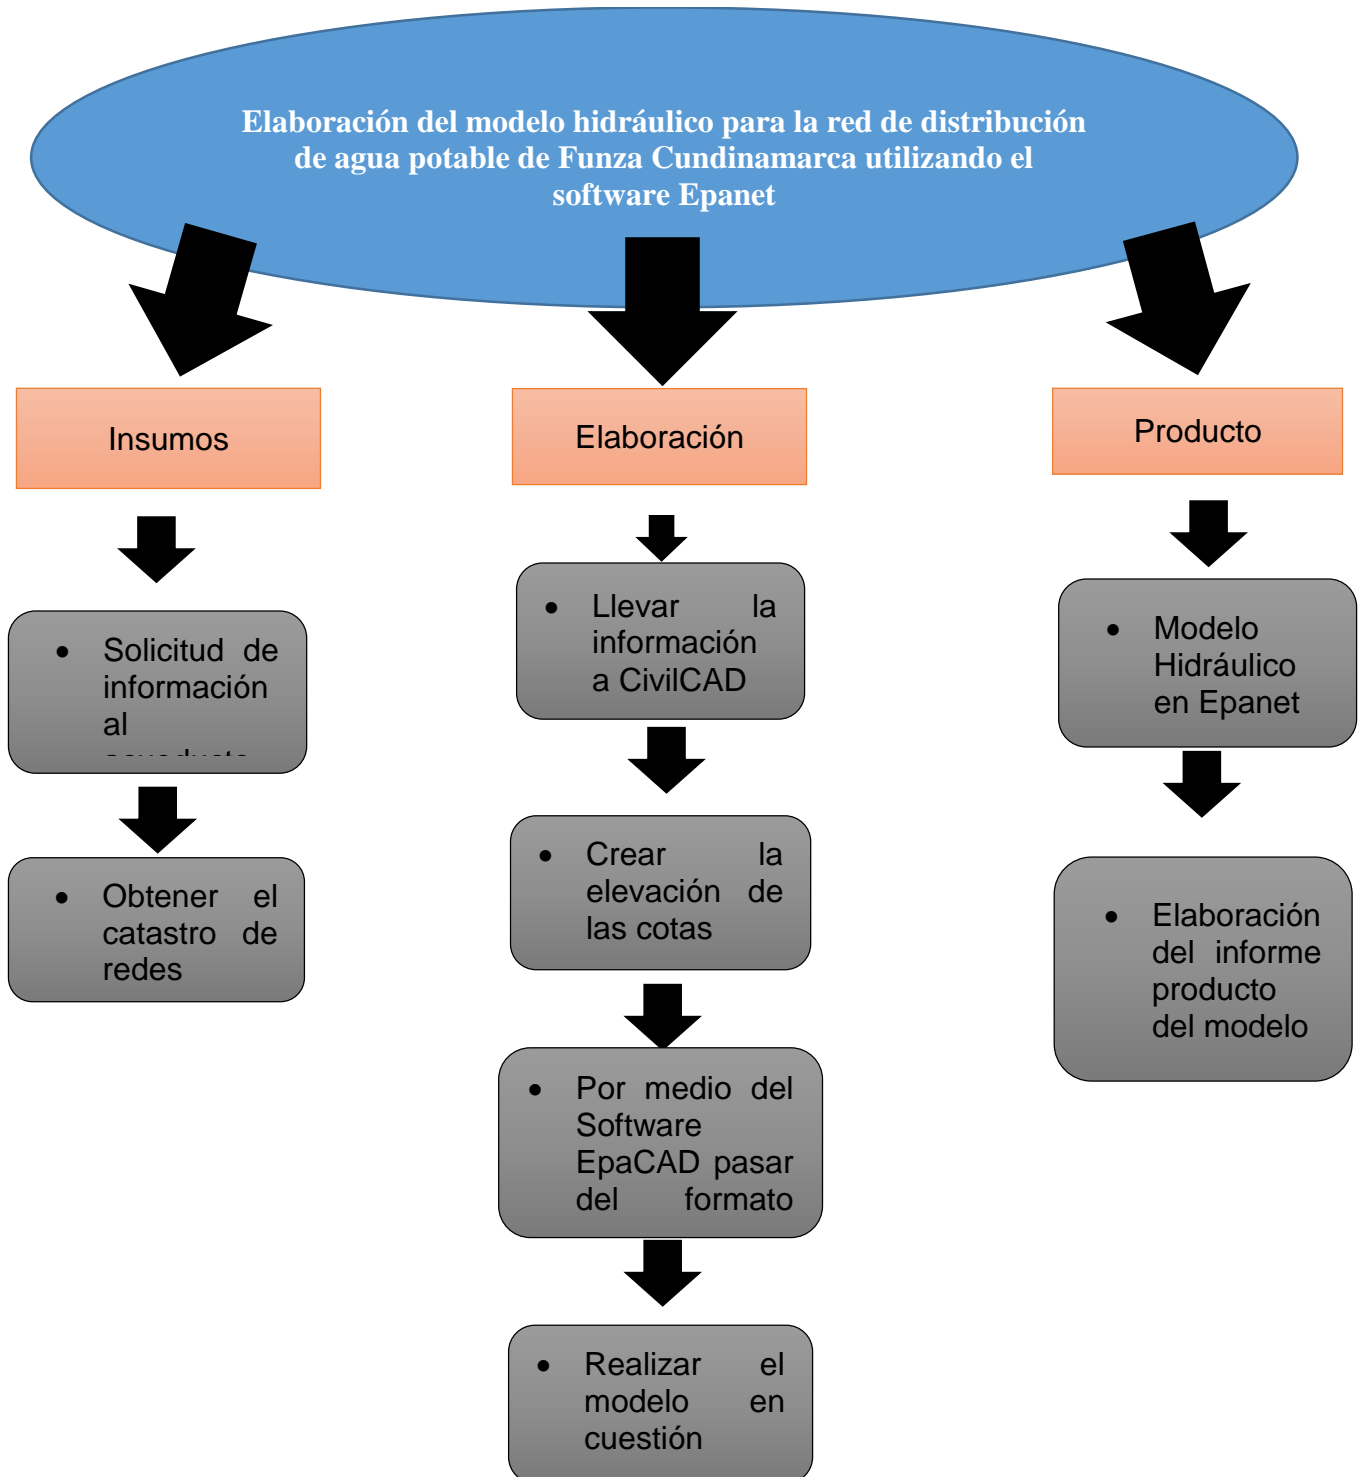 Elaboración del modelo hidráulico para la red de distribución
de agua potable de Funza Cundinamarca utilizando el
software Epanet
Insumos
• Solicitud de
información
al
• Obtener el
catastro de
redes
Elaboración
• Llevar la
información
a CivilCAD
• Crear la
elevación de
las cotas
• Por medio del
Software
EpaCAD pasar
del formato
• Realizar el
modelo en
cuestión
Producto
• Modelo
Hidráulico
en Epanet
• Elaboración
del informe
producto
del modelo